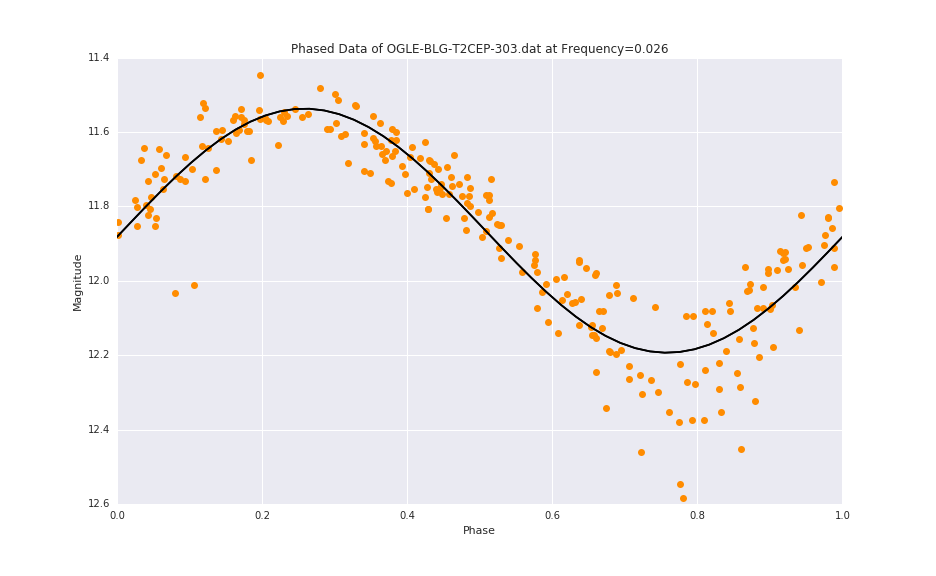 Phased Data of OGLE-BLG-T2CEP-303.dat at Frequency=0.026
11.4
11.6
11.8
12.0
12.2
12.4
12.6
Magnitude
0.0 0.2 0.4 0.6 0.8 1.0
Phase